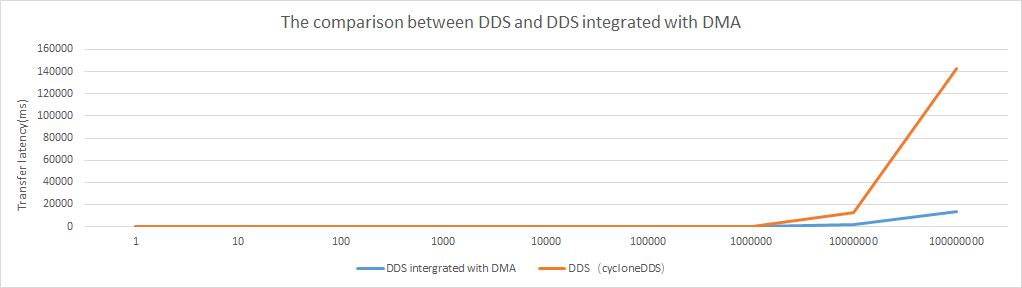 The comparison between DDS and DDS integrated with DMA
Transfer latency(ms)
160000
140000
120000
100000
80000
60000
40000
20000
0
1 10 100 1000 10000 100000 1000000 10000000 100000000
DDS intergrated with DMA DDS（cycloneDDS)